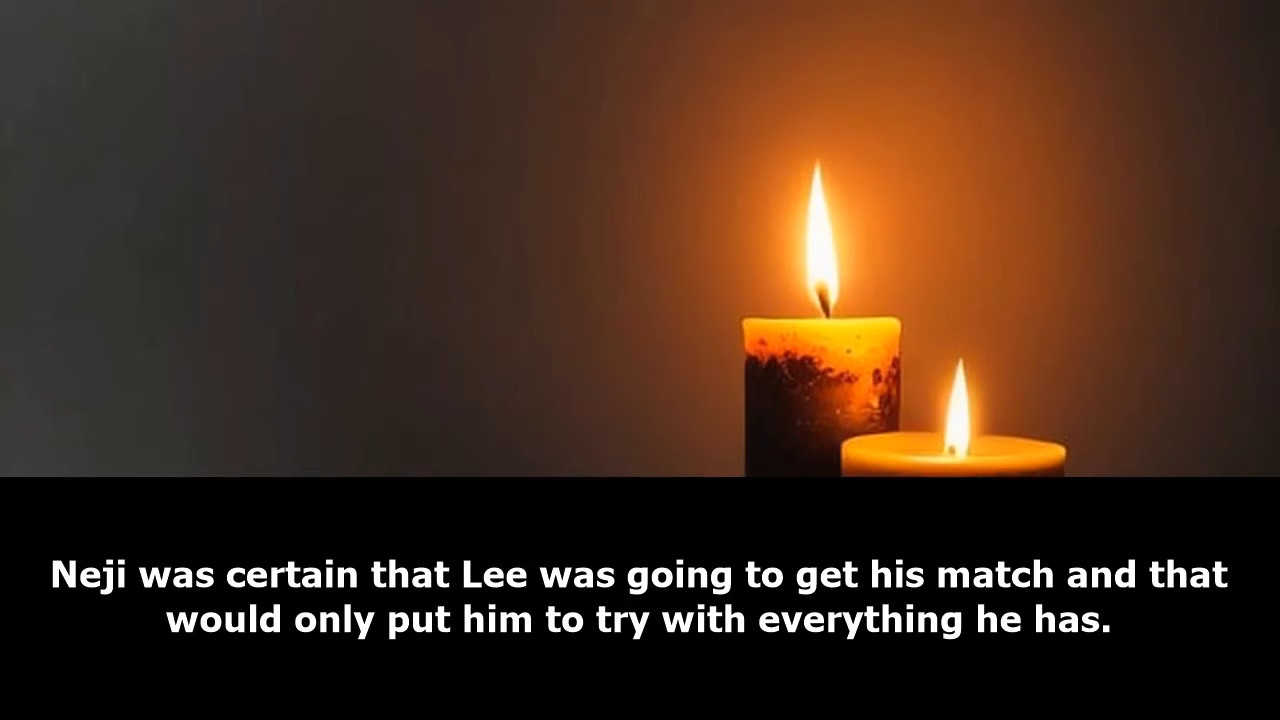 Neji was certain that Lee was going to get his match and that
would only put him to try with everything he has.